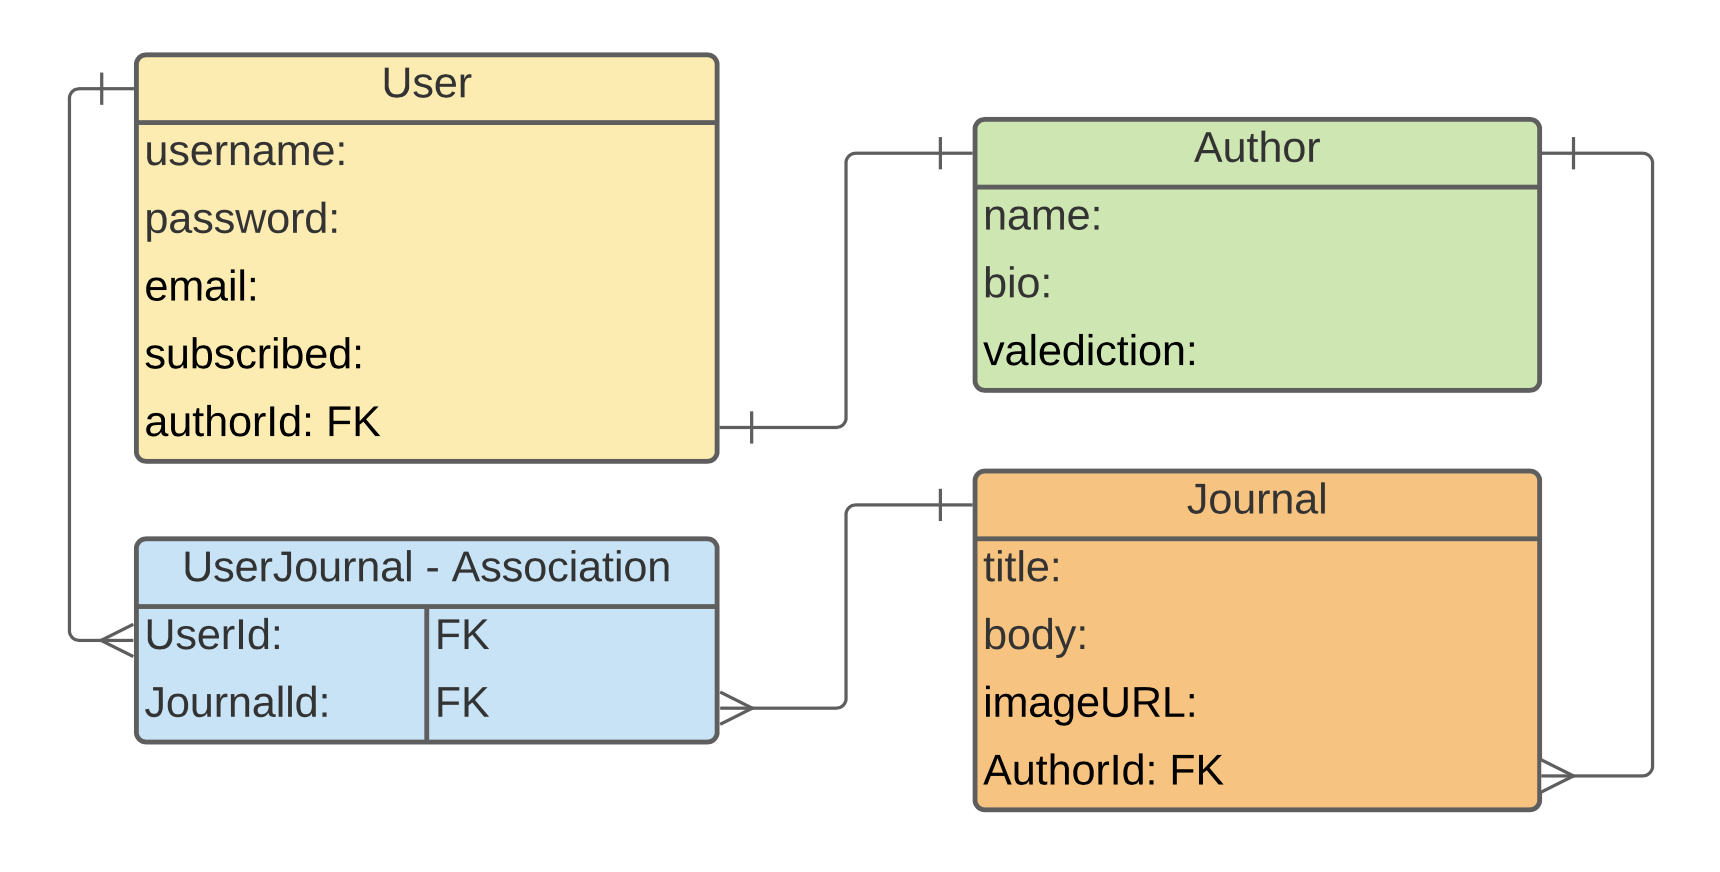 User
username:
password:
email:
subscribed:
authorId: FK
Author
name:
bio:
valediction:
UserJournal - Association
UserId: FK
JournalId: FK
Journal
title:
body:
imageURL:
AuthorId: FK